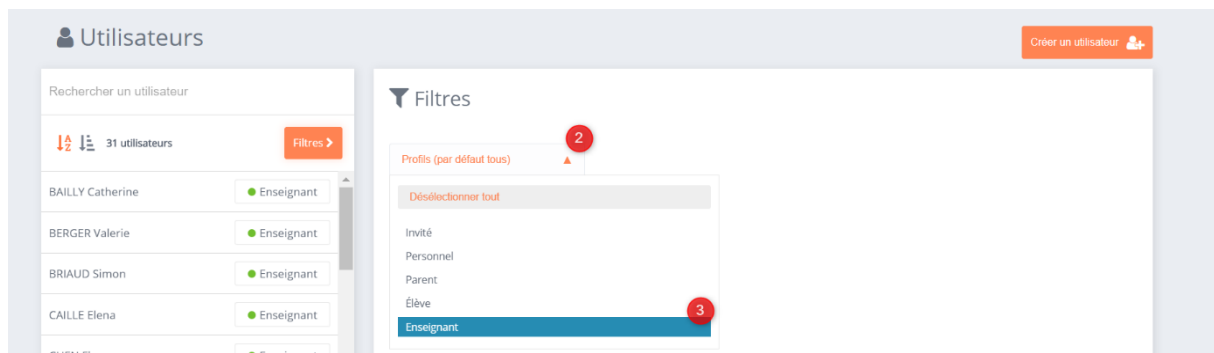 Utilisateurs
Créer un utilisateur
Rechercher un utilisateur
31 utilisateurs
Filtres
BAILLY Catherine
Enseignant
BERGER Valerie
Enseignant
BRIAUD Simon
Enseignant
CAILLE Elena
Enseignant
Filtres
2
Profils (par défaut tous)
Désélectionner tout
Invité
Personnel
Parent
Élève
3
Enseignant